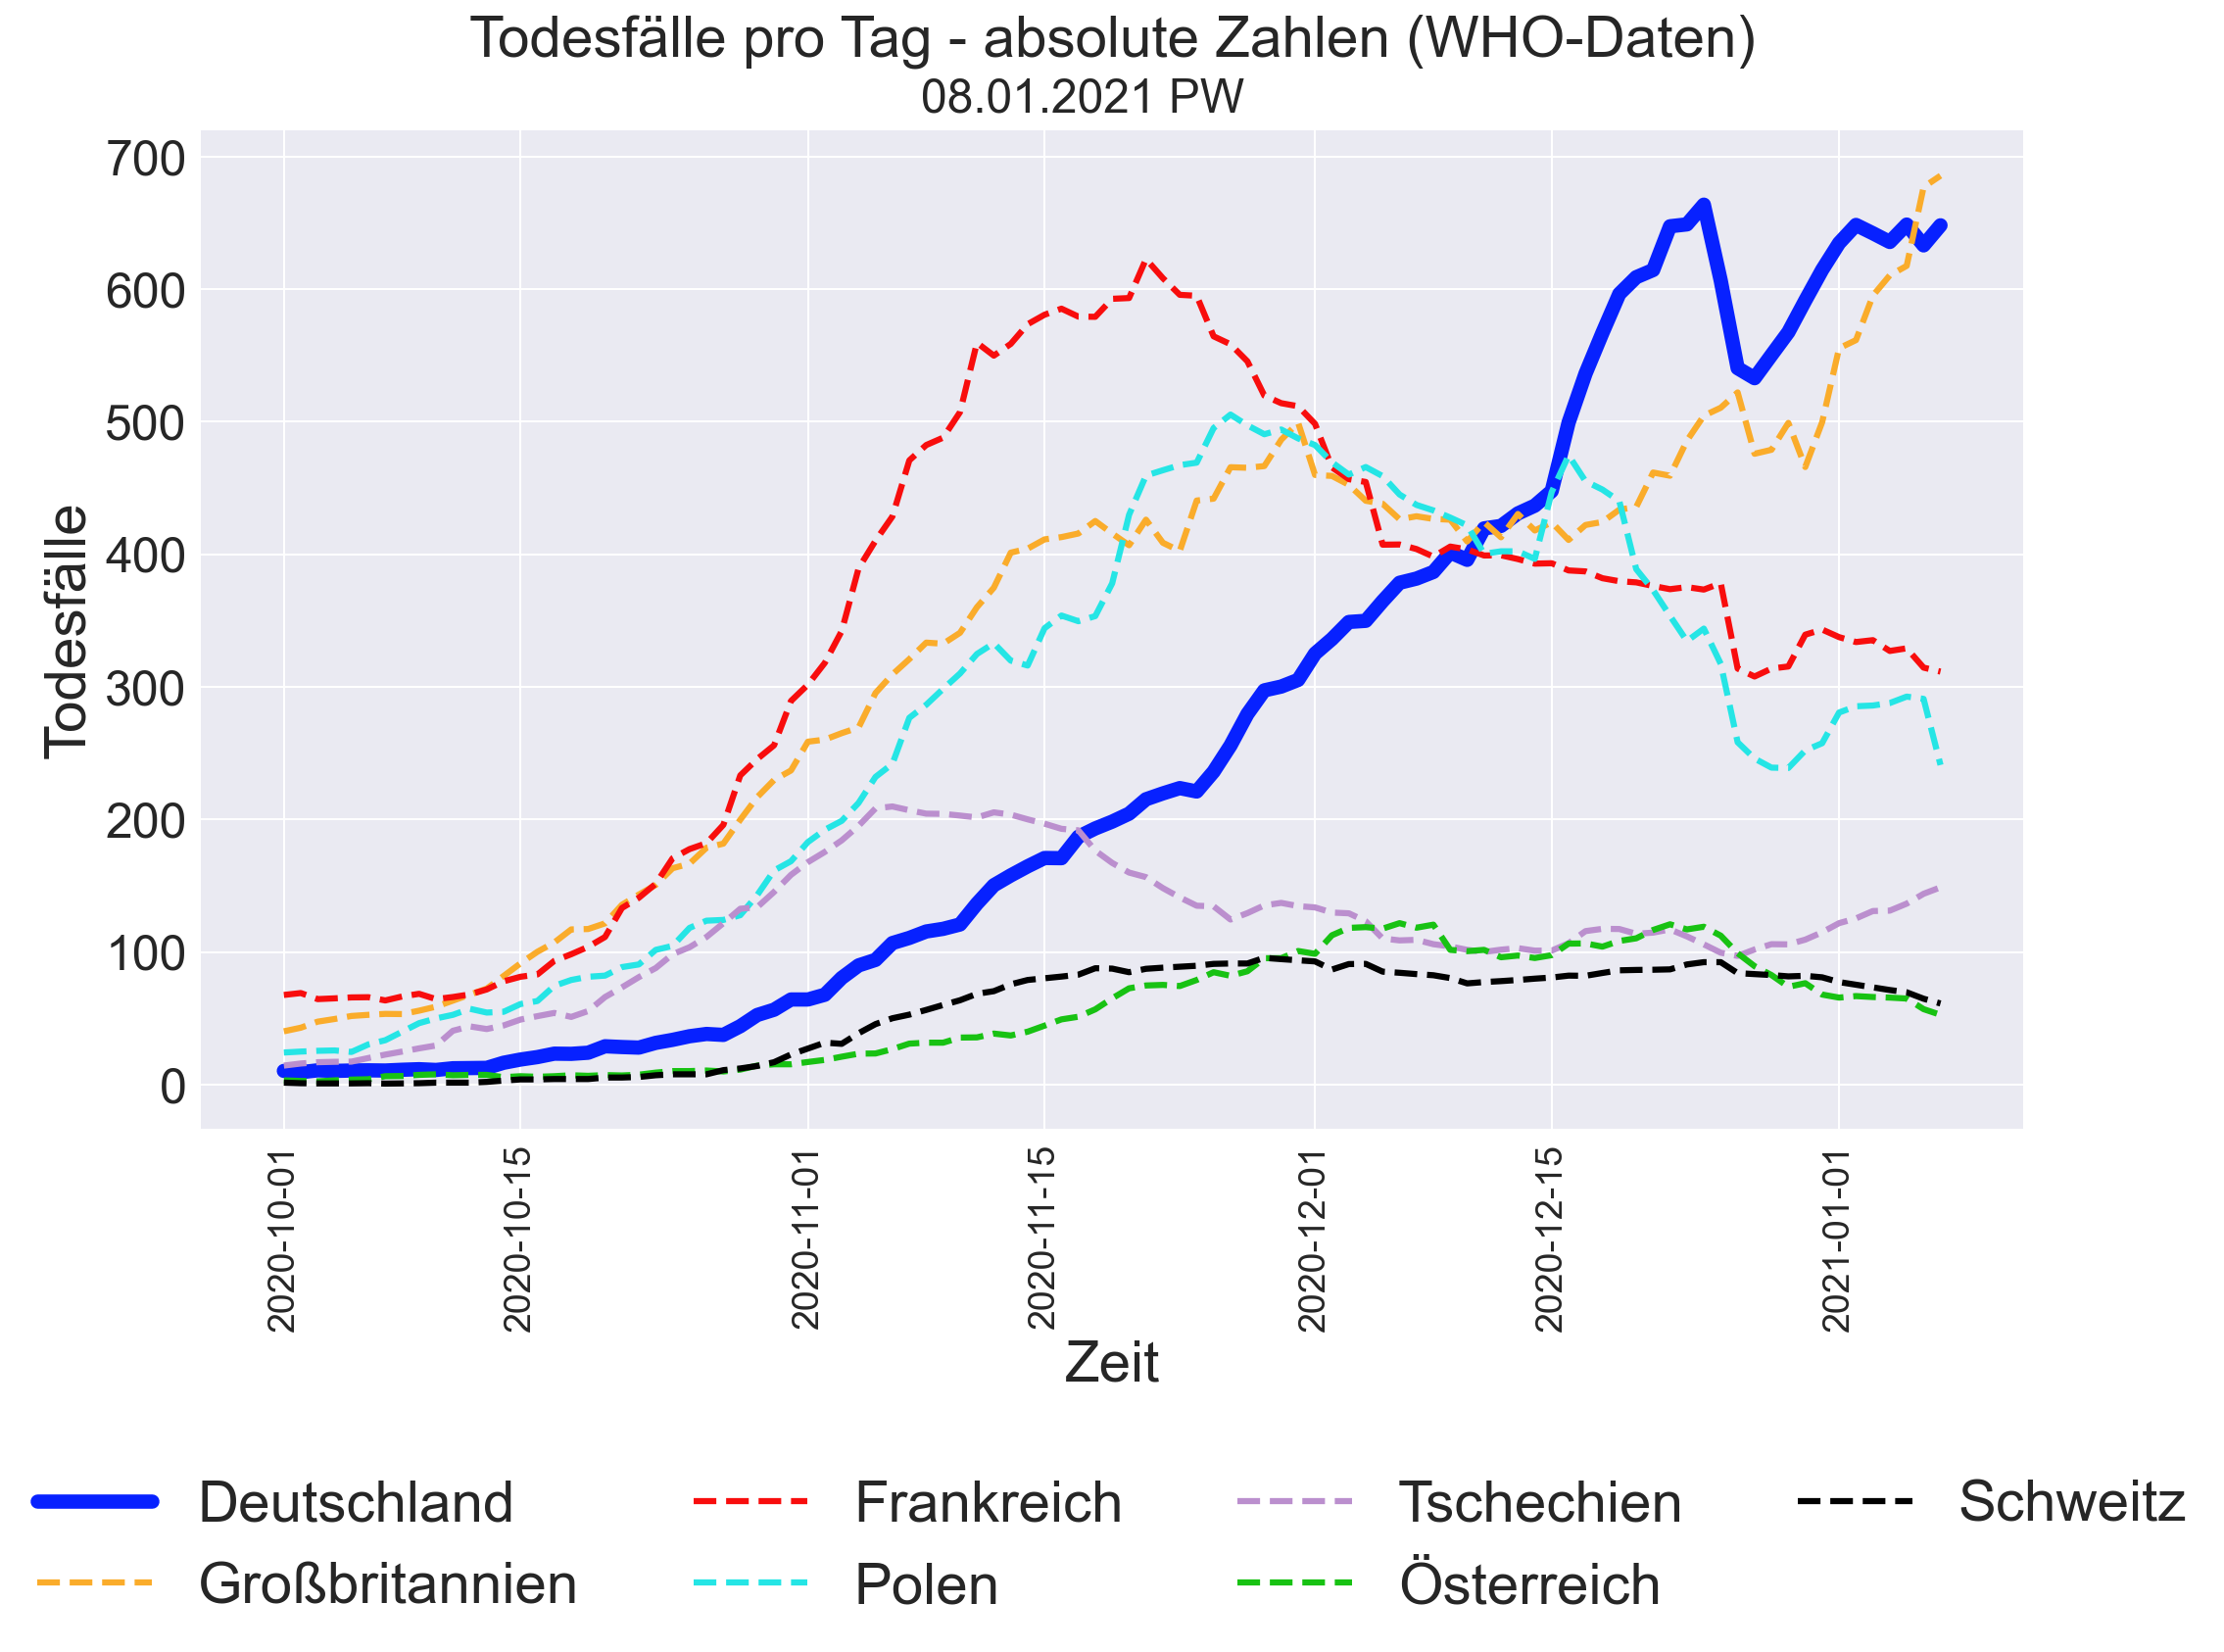 Todesfälle pro Tag - absolute Zahlen (WHO-Daten)
08.01.2021 PW
700
600
500
400
300
200
100
0
Todesfälle
2020-10-01
2020-10-15
2020-11-01
2020-11-15
2020-12-01
2020-12-15
2021-01-01
Zeit
Deutschland
Frankreich
Tschechien
Schweitz
Großbritannien
Polen
Österreich